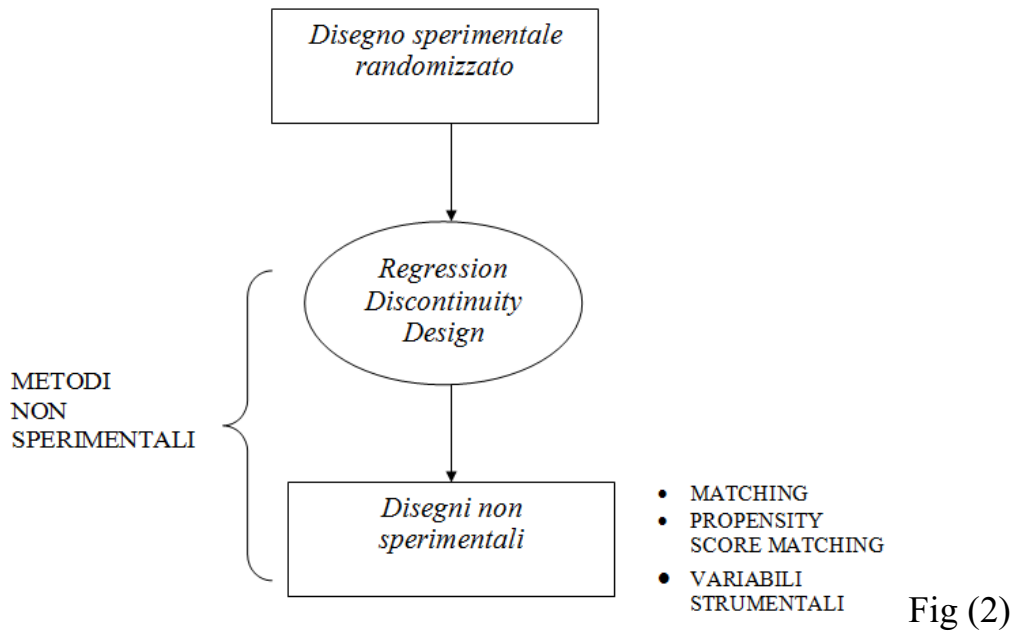 Disegno sperimentale
randomizzato
Regression
Discontinuity
Design
METODI
NON
SPERIMENTALI
Disegni non
sperimentali
• MATCHING
• PROPENSITY
SCORE MATCHING
• VARIABILI
STRUMENTALI
Fig (2)